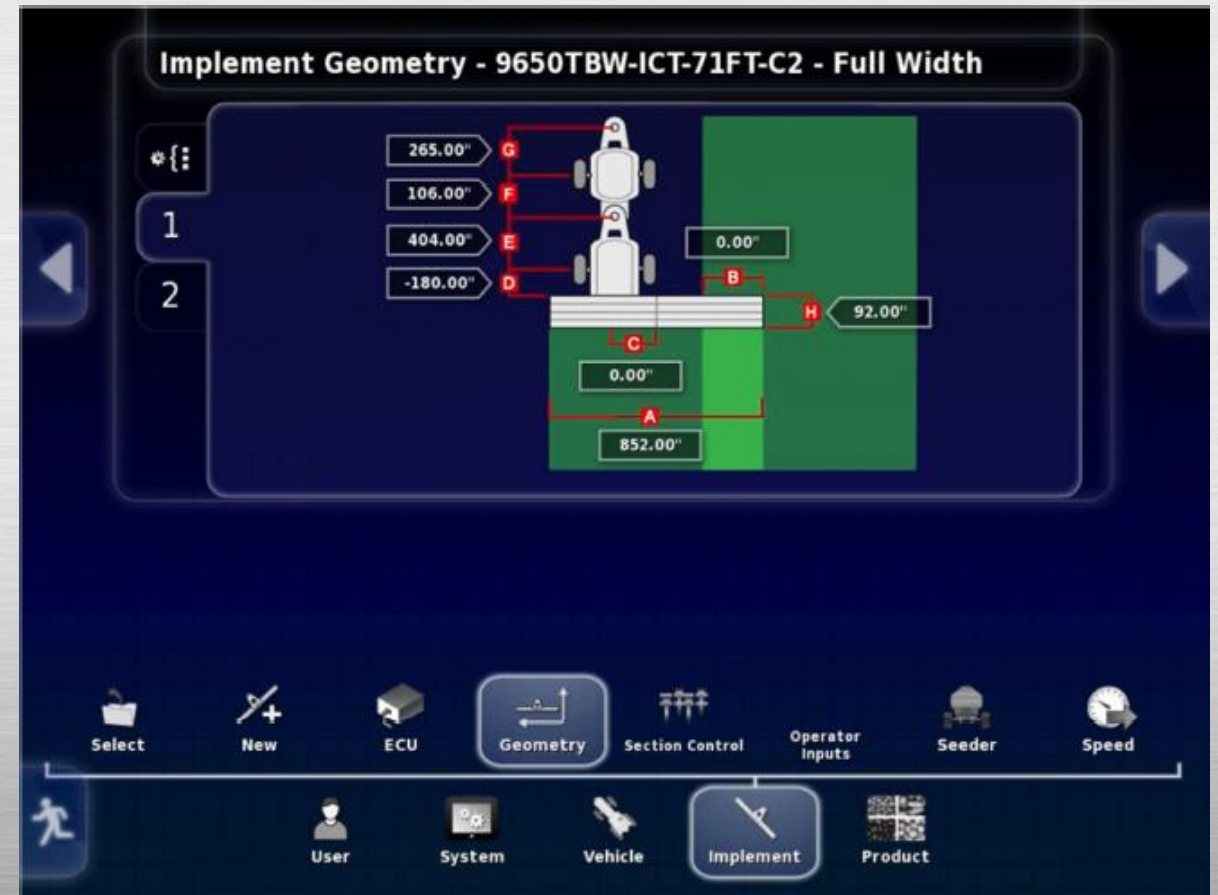 Implement Geometry - 9650TBW-ICT-71FT-C2 - Full Width
1
2
265.00" G
106.00" F
404.00" E
-180.00" D
0.00"
B
H 92.00"
C
0.00"
A
852.00"
Select New ECU Geometry Section Control Operator Inputs Seeder Speed
User System Vehicle Implement Product